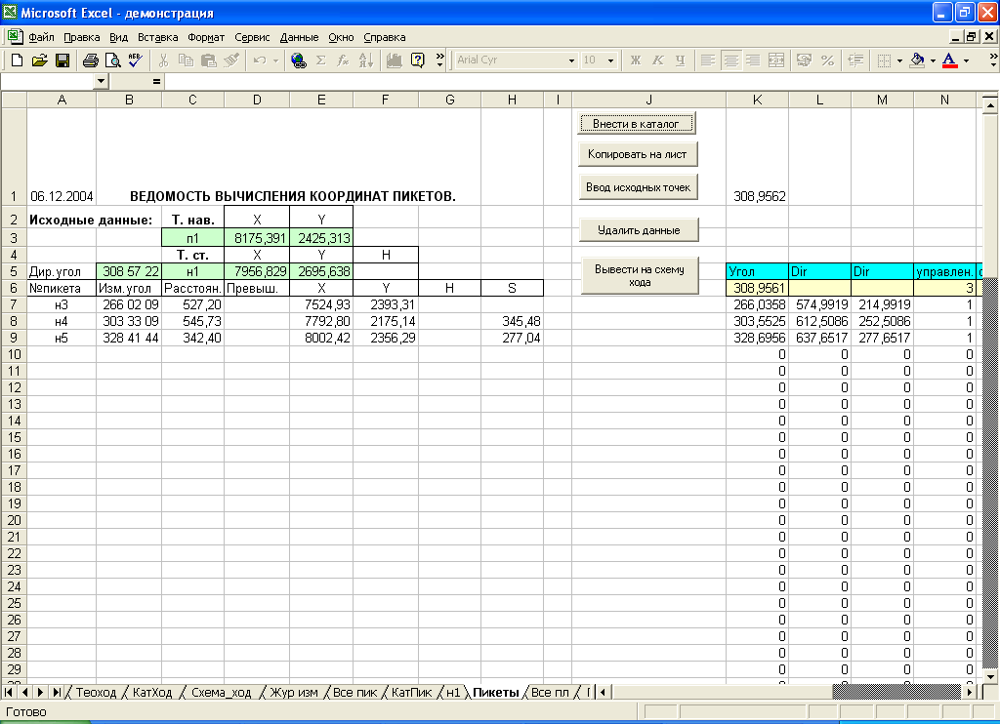 Microsoft Excel - демонстрация
Файл Правка Вид Вставка Формат Сервис Данные Окно Справка
Arial Cyr 10 Ж К Ч
=
A B C D E F G H I J K L M N
Внести в каталог
Копировать на лист
Ввод исходных точек
1 06.12.2004 ВЕДОМОСТЬ ВЫЧИСЛЕНИЯ КООРДИНАТ ПИКЕТОВ. 308,9562
2 Исходные данные: Т. нав. X Y
Удалить данные
3 п1 8175,391 2425,313
4 Т. ст. X Y H
Вывести на схему хода
5 Дир.угол 308 57 22 н1 7956,829 2695,638 Угол Dir Dir управлен.
6 №пикета Изм.угол Расстоян. Превыш. X Y H S 308,9561 3
7 н3 266 02 09 527,20 7524,93 2393,31 266,0358 574,9919 214,9919 1
8 н4 303 33 09 545,73 7792,80 2175,14 345,48 303,5525 612,5086 252,5086 1
9 н5 328 41 44 342,40 8002,42 2356,29 277,04 328,6956 637,6517 277,6517 1
10 0 0 0 0
11 0 0 0 0
12 0 0 0 0
13 0 0 0 0
14 0 0 0 0
15 0 0 0 0
16 0 0 0 0
17 0 0 0 0
18 0 0 0 0
19 0 0 0 0
20 0 0 0 0
21 0 0 0 0
22 0 0 0 0
23 0 0 0 0
24 0 0 0 0
25 0 0 0 0
26 0 0 0 0
27 0 0 0 0
28 0 0 0 0
29 0 0 0 0
Теоход КатХод Схема_ход Жур изм Все пик КатПик н1 Пикеты Все пл
Готово